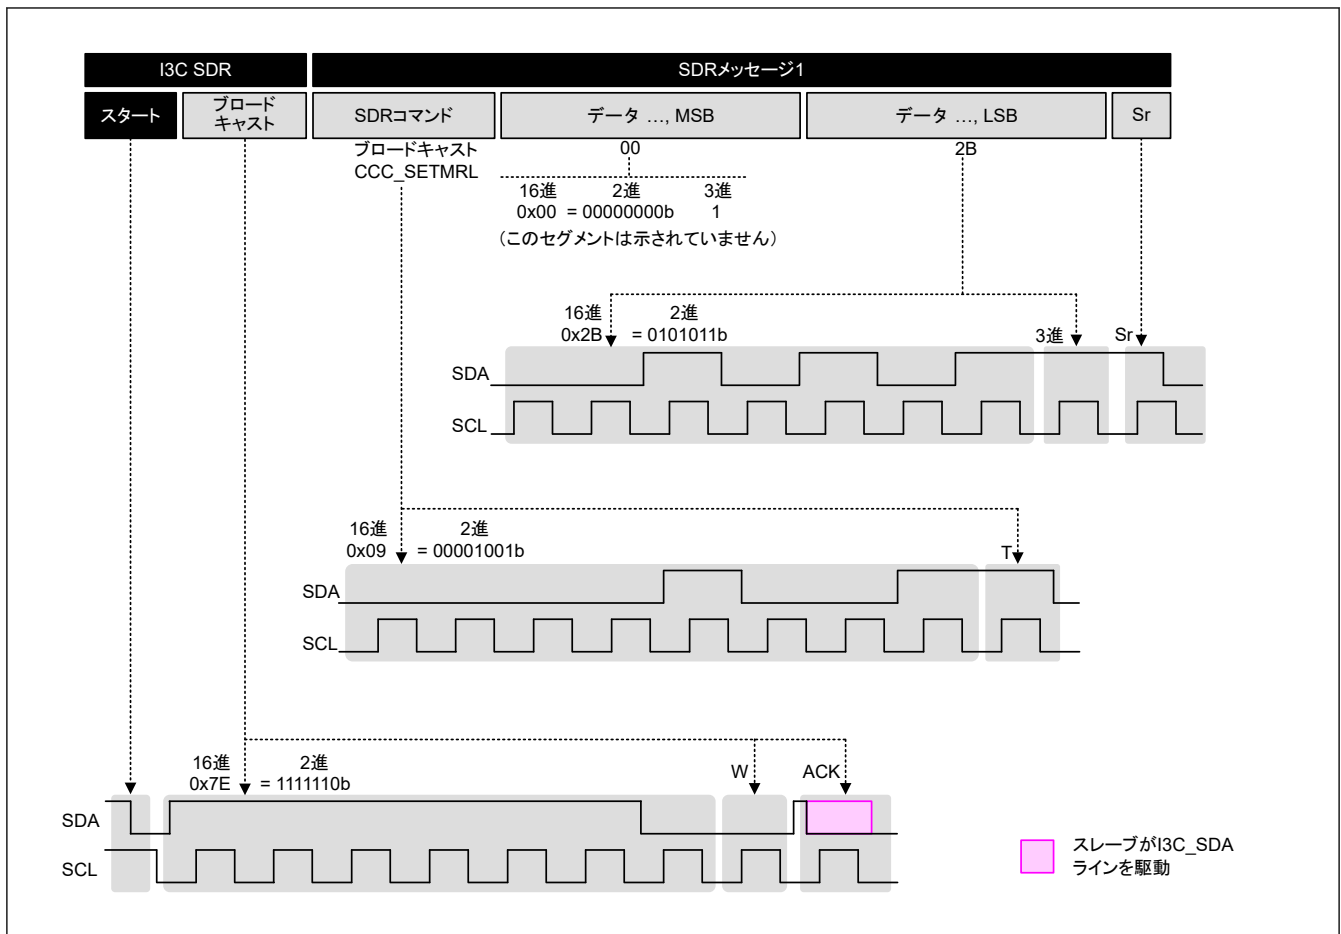 I3C SDR
SDRメッセージ1
スタート
ブロード
キャスト
SDRコマンド
データ …, MSB
データ …, LSB
Sr
ブロードキャスト
CCC_SETMRL
00
2B
16進 2進 3進
0x00 = 00000000b 1
(このセグメントは示されていません)
16進 2進
0x2B = 0101011b
3進
Sr
SDA
SCL
16進 2進
0x09 = 00001001b
T
SDA
SCL
16進 2進
0x7E = 1111110b
W
ACK
SDA
SCL
スレーブがI3C_SDA
ラインを駆動